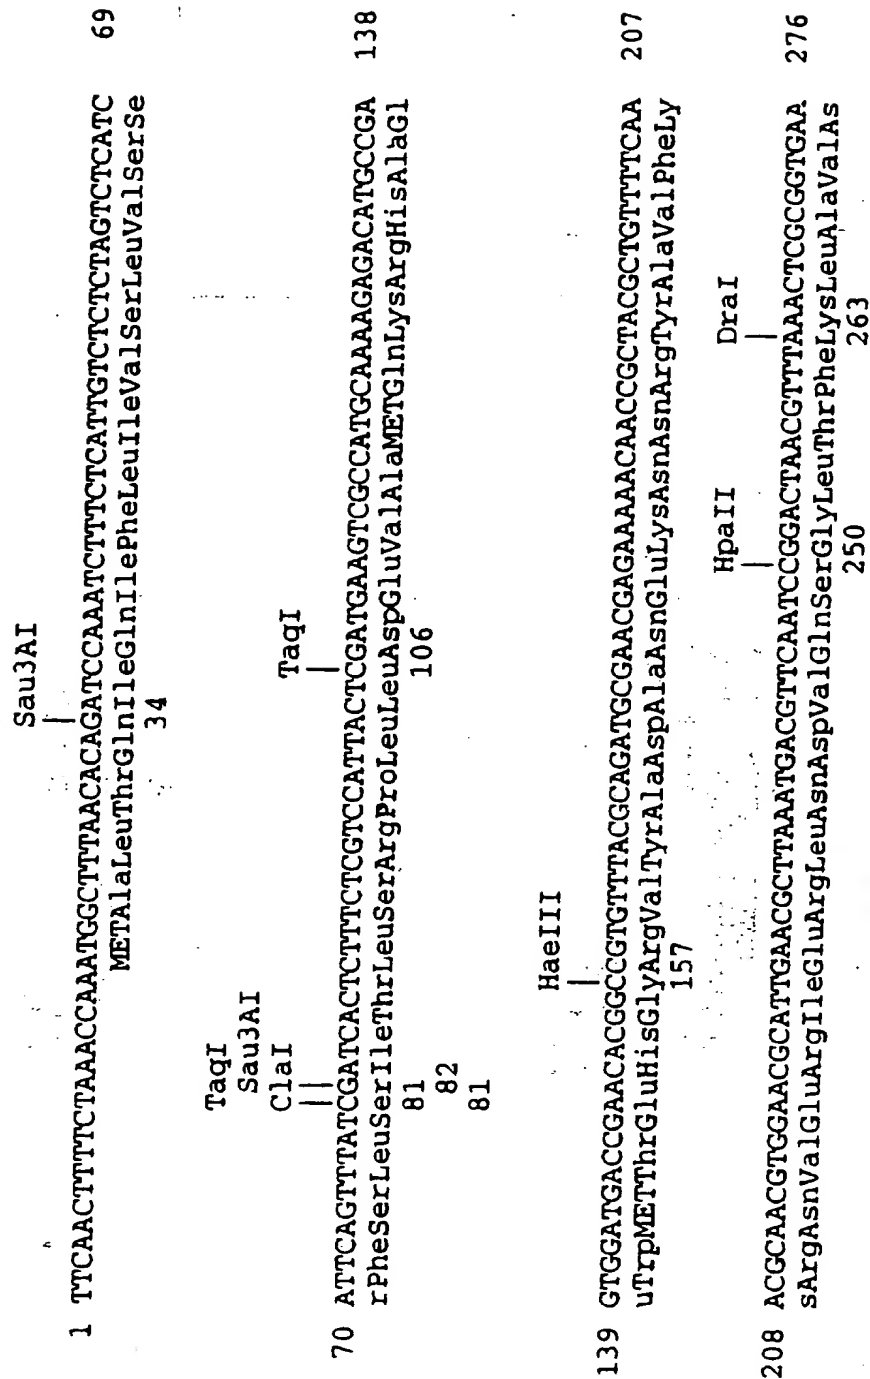 Sau3AI
1 TTCAACTTTTCTAAACCAAATGGCTTTAACACAGATCCAAATCTTTCTCATTGTCTCTCTAGTCTCATC 69
METAlaLeuThrGlnIleGlnIlePheLeuIleValSerLeuValSerSe
34
TaqI
Sau3AI
ClaI TaqI
70 ATTCAGTTTATCGATCACTCTTTCTCGTCCATTACTCGATGAAGTCGCCATGCAAAAGAGACATGCCGA 138
rPheSerLeuSerIleThrLeuSerArgProLeuLeuAspGluValAlaMETGlnLysArgHisAlaGl
81 106
82
81
HaeIII
139 GTGGATGACCGAACACGGCCGTGTTTACGCAGATGCGAACGAGAAAAACAACCGCTACGCTGTTTTCAA 207
uTrpMETThrGluHisGlyArgValTyrAlaAspAlaAsnGluLysAsnAsnArgTyrAlaValPheLy
157
HpaII DraI
208 ACGCAACGTGGAACGCATTGAACGCTTAAATGACGTTCAATCCGGACTAACGTTTAAACTCGCGGTGAA 276
sArgAsnValGluArgIleGluArgLeuAsnAspValGlnSerGlyLeuThrPheLysLeuAlaValAs
250 263